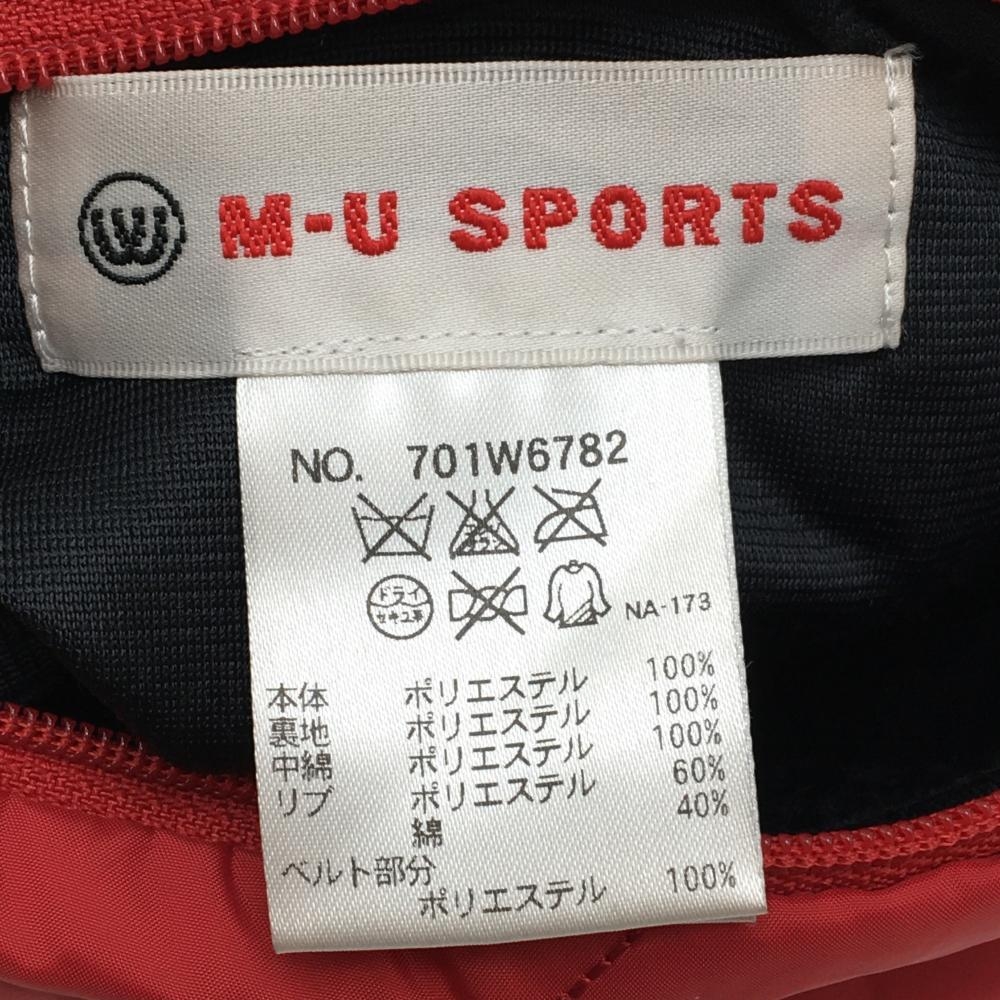 M-U SPORTS
NO. 701W6782
ドライ
セキユ系
NA-173
本体 ポリエステル 100%
裏地 ポリエステル 100%
中綿 ポリエステル 100%
リブ ポリエステル 60%
綿 40%
ベルト部分
ポリエステル 100%